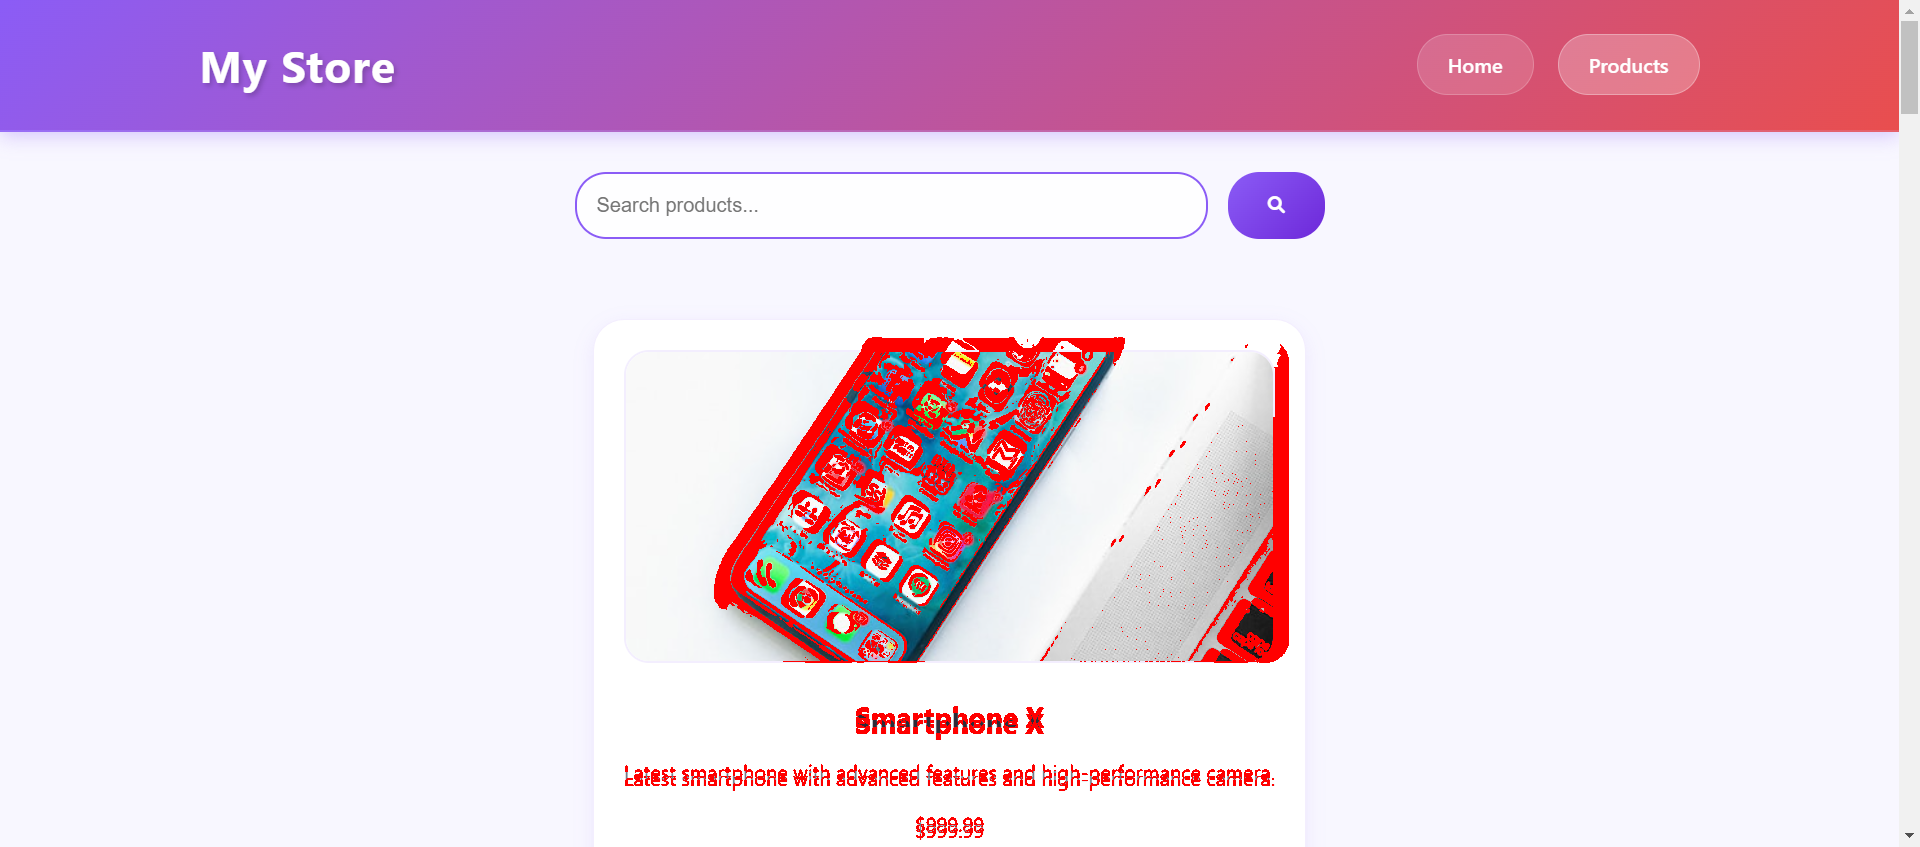 My Store
Home
Products
Search products...
Smartphone X
Latest smartphone with advanced features and high-performance camera.
$999.99